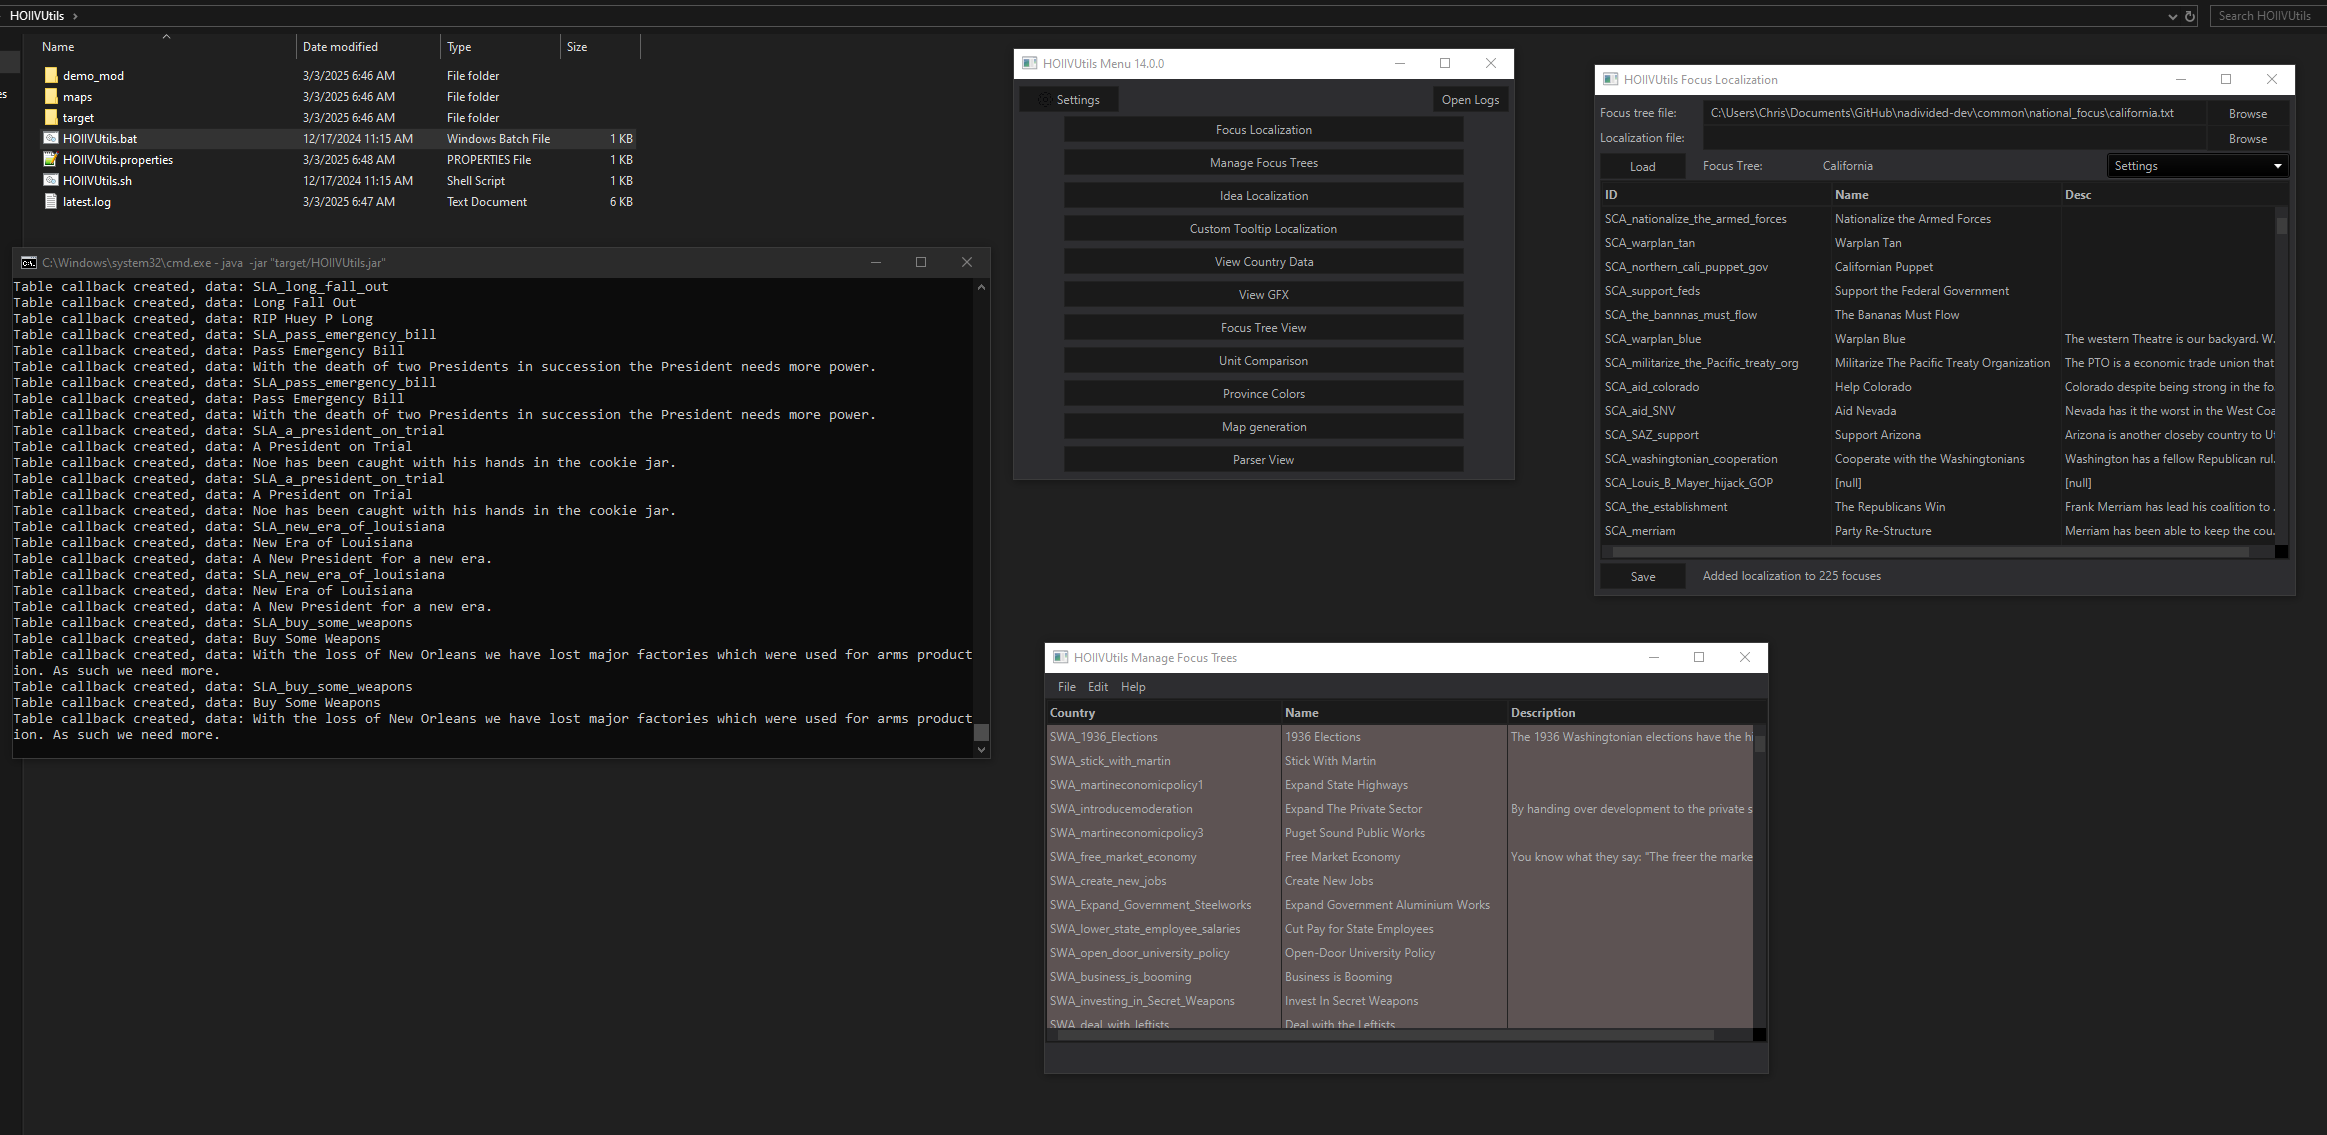 HOIIVUtils
Search HOIIVUtils
Name Date modified Type Size
demo_mod 3/3/2025 6:46 AM File folder
maps 3/3/2025 6:46 AM File folder
target 3/3/2025 6:46 AM File folder
HOIIVUtils.bat 12/17/2024 11:15 AM Windows Batch File 1 KB
HOIIVUtils.properties 3/3/2025 6:48 AM PROPERTIES File 1 KB
HOIIVUtils.sh 12/17/2024 11:15 AM Shell Script 1 KB
latest.log 3/3/2025 6:47 AM Text Document 6 KB
es
C:\Windows\system32\cmd.exe - java -jar "target/HOIIVUtils.jar"
Table callback created, data: SLA_long_fall_out
Table callback created, data: Long Fall Out
Table callback created, data: RIP Huey P Long
Table callback created, data: SLA_pass_emergency_bill
Table callback created, data: Pass Emergency Bill
Table callback created, data: With the death of two Presidents in succession the President needs more power.
Table callback created, data: SLA_pass_emergency_bill
Table callback created, data: Pass Emergency Bill
Table callback created, data: With the death of two Presidents in succession the President needs more power.
Table callback created, data: SLA_a_president_on_trial
Table callback created, data: A President on Trial
Table callback created, data: Noe has been caught with his hands in the cookie jar.
Table callback created, data: SLA_a_president_on_trial
Table callback created, data: A President on Trial
Table callback created, data: Noe has been caught with his hands in the cookie jar.
Table callback created, data: SLA_new_era_of_louisiana
Table callback created, data: New Era of Louisiana
Table callback created, data: A New President for a new era.
Table callback created, data: SLA_new_era_of_louisiana
Table callback created, data: New Era of Louisiana
Table callback created, data: A New President for a new era.
Table callback created, data: SLA_buy_some_weapons
Table callback created, data: Buy Some Weapons
Table callback created, data: With the loss of New Orleans we have lost major factories which were used for arms product
ion. As such we need more.
Table callback created, data: SLA_buy_some_weapons
Table callback created, data: Buy Some Weapons
Table callback created, data: With the loss of New Orleans we have lost major factories which were used for arms product
ion. As such we need more.
HOIIVUtils Menu 14.0.0
Settings Open Logs
Focus Localization
Manage Focus Trees
Idea Localization
Custom Tooltip Localization
View Country Data
View GFX
Focus Tree View
Unit Comparison
Province Colors
Map generation
Parser View
HOIIVUtils Focus Localization
Focus tree file: C:\Users\Chris\Documents\GitHub\nadivided-dev\common\national_focus\california.txt Browse
Localization file: Browse
Load Focus Tree: California Settings
ID Name Desc
SCA_nationalize_the_armed_forces Nationalize the Armed Forces
SCA_warplan_tan Warplan Tan
SCA_northern_cali_puppet_gov Californian Puppet
SCA_support_feds Support the Federal Government
SCA_the_bannnas_must_flow The Bananas Must Flow
SCA_warplan_blue Warplan Blue The western Theatre is our backyard. W...
SCA_militarize_the_Pacific_treaty_org Militarize The Pacific Treaty Organization The PTO is a economic trade union that
SCA_aid_colorado Help Colorado Colorado despite being strong in the fo
SCA_aid_SNV Aid Nevada Nevada has it the worst in the West Coa
SCA_SAZ_support Support Arizona Arizona is another closeby country to Ut
SCA_washingtonian_cooperation Cooperate with the Washingtonians Washington has a fellow Republican rul...
SCA_Louis_B_Mayer_hijack_GOP [null] [null]
SCA_the_establishment The Republicans Win Frank Merriam has lead his coalition to ...
SCA_merriam Party Re-Structure Merriam has been able to keep the cou...
Save Added localization to 225 focuses
HOIIVUtils Manage Focus Trees
File Edit Help
Country Name Description
SWA_1936_Elections 1936 Elections The 1936 Washingtonian elections have the hi
SWA_stick_with_martin Stick With Martin
SWA_martineconomicpolicy1 Expand State Highways
SWA_introducemoderation Expand The Private Sector By handing over development to the private s
SWA_martineconomicpolicy3 Puget Sound Public Works
SWA_free_market_economy Free Market Economy You know what they say: "The freer the marke
SWA_create_new_jobs Create New Jobs
SWA_Expand_Government_Steelworks Expand Government Aluminium Works
SWA_lower_state_employee_salaries Cut Pay for State Employees
SWA_open_door_university_policy Open-Door University Policy
SWA_business_is_booming Business is Booming
SWA_investing_in_Secret_Weapons Invest In Secret Weapons
SWA_deal_with_leftists Deal with the Leftists